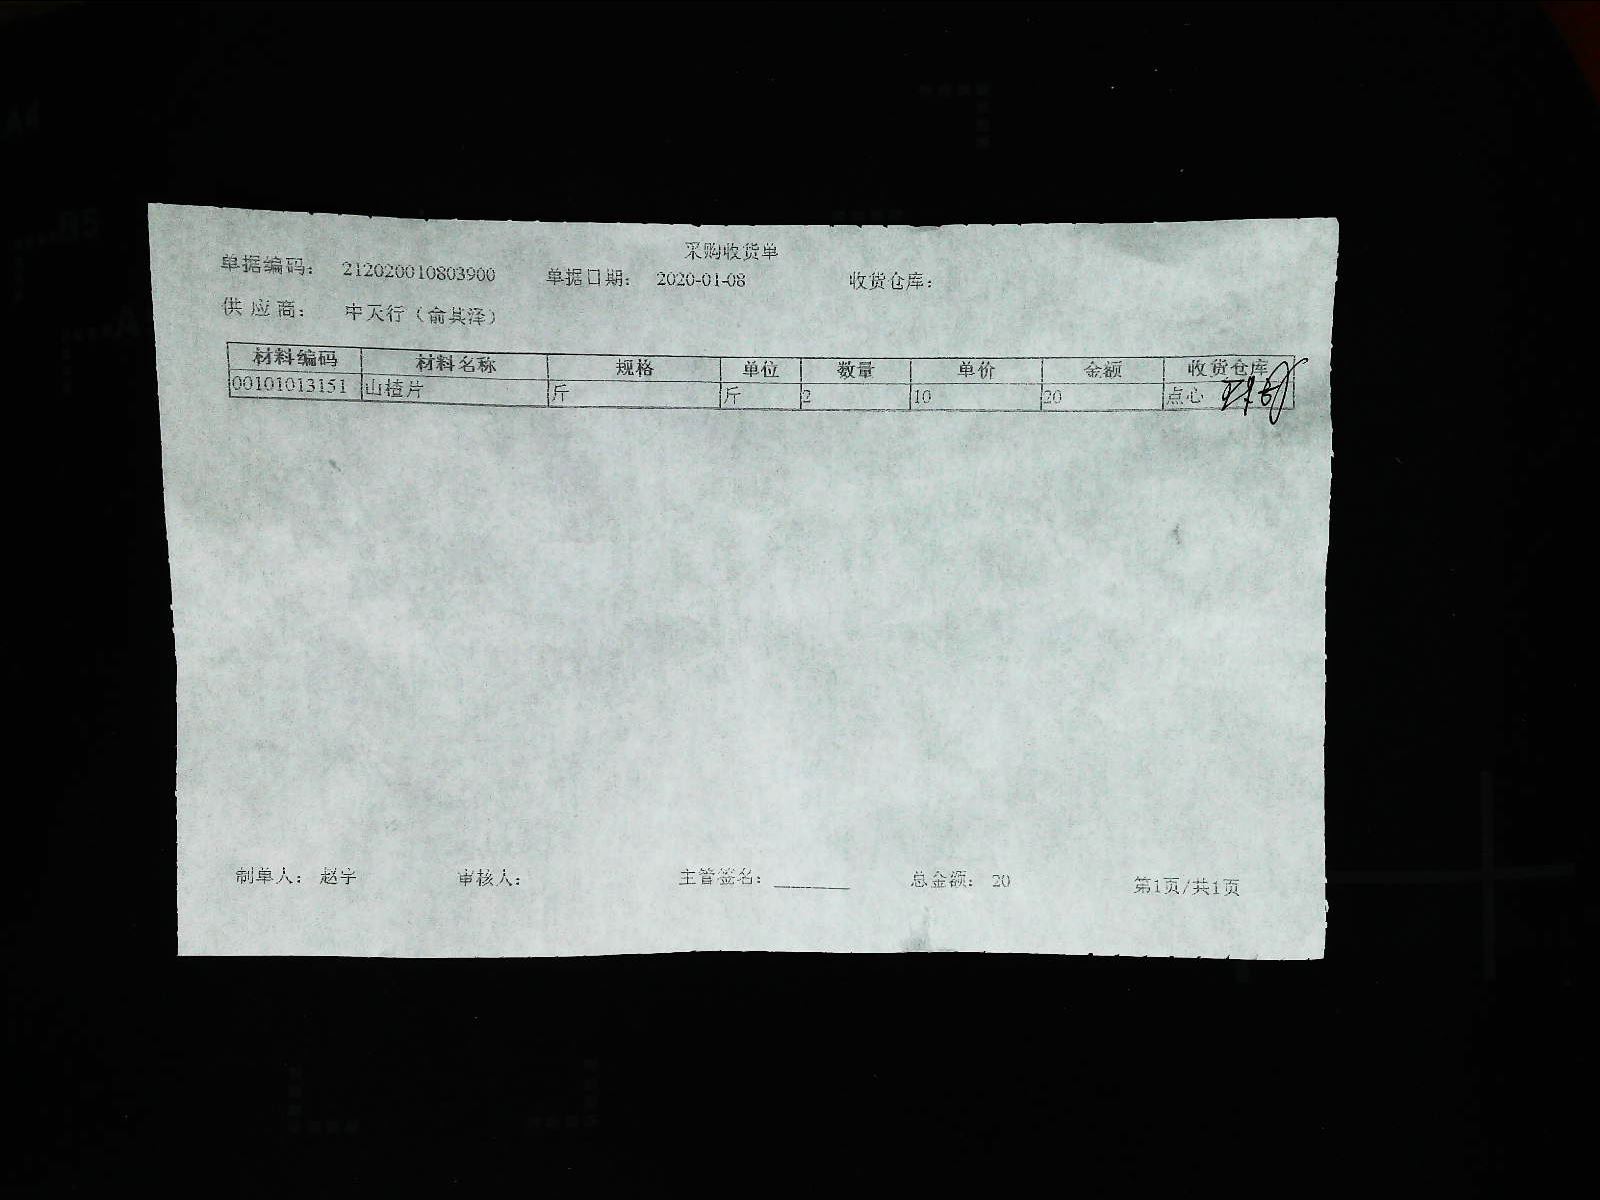 采购收货单
单据编码： 212020010803900 单据日期： 2020-01-08 收货仓库：
供 应 商： 中天行（俞其泽）
材料编码 材料名称 规格 单位 数量 单价 金额 收货仓库
00101013151 山楂片 斤 斤 2 10 20 点心
制单人： 赵宇 审核人： 主管签名： 总金额： 20 第1页/共1页